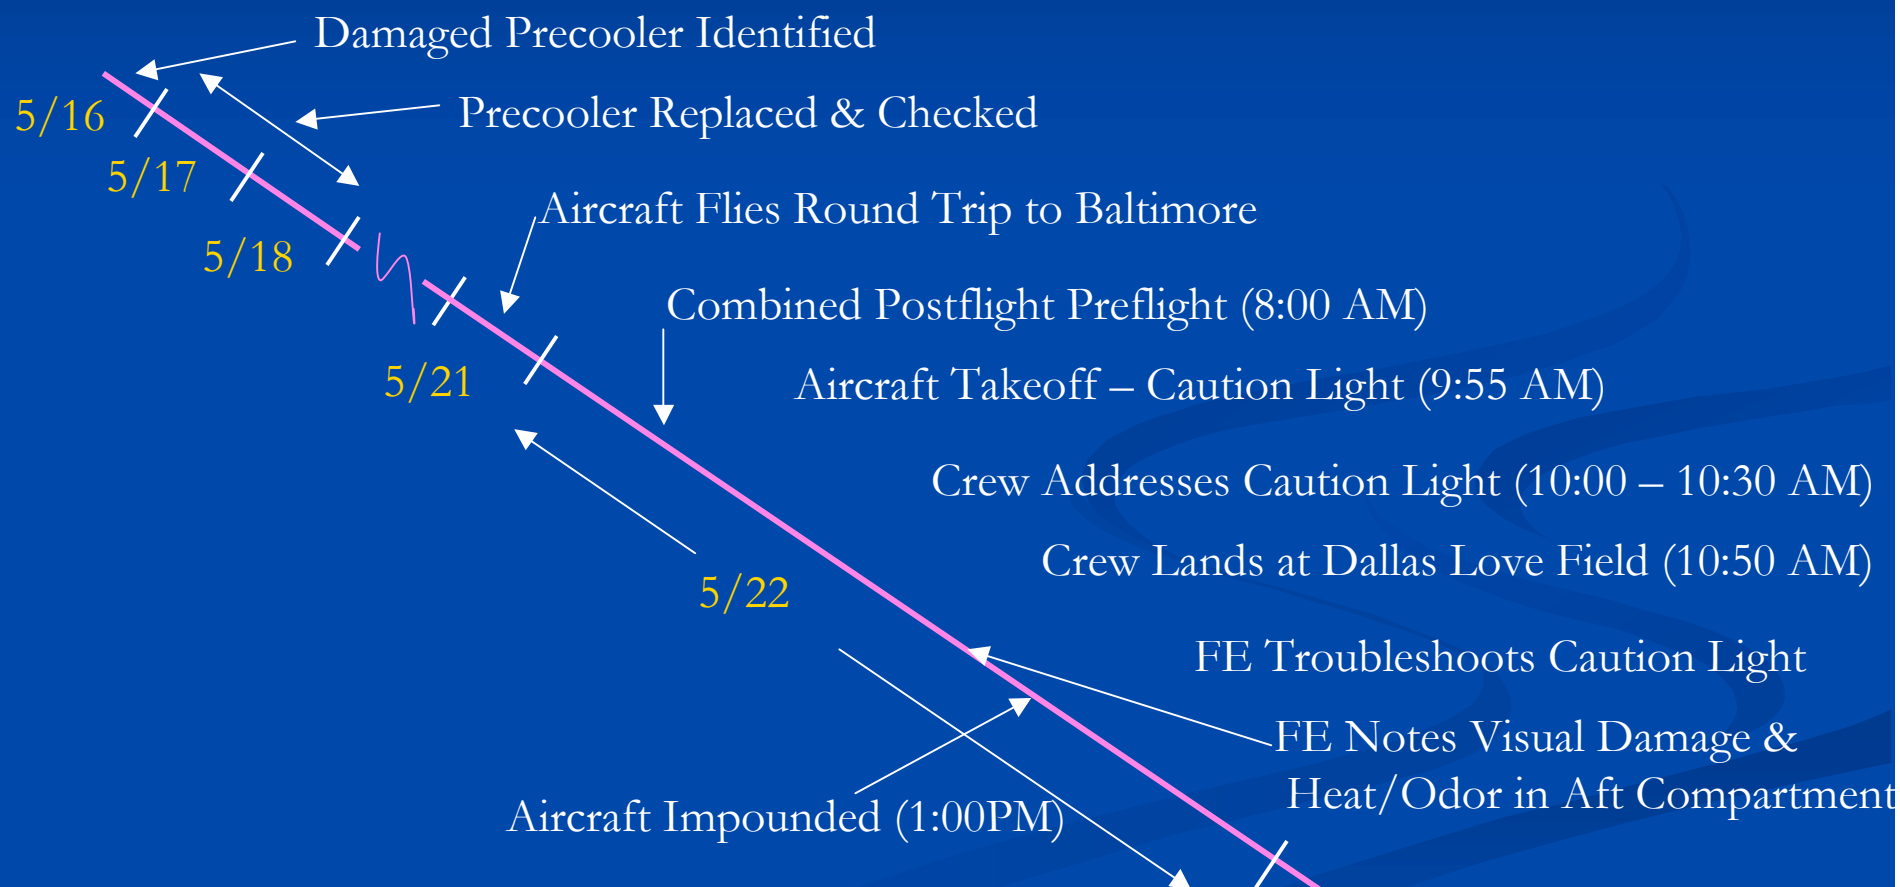 Damaged Precooler Identified
5/16
Precooler Replaced & Checked
5/17
Aircraft Flies Round Trip to Baltimore
5/18
Combined Postflight Preflight (8:00 AM)
5/21
Aircraft Takeoff – Caution Light (9:55 AM)
Crew Addresses Caution Light (10:00 – 10:30 AM)
Crew Lands at Dallas Love Field (10:50 AM)
5/22
FE Troubleshoots Caution Light
FE Notes Visual Damage &
Heat/Odor in Aft Compartment
Aircraft Impounded (1:00PM)